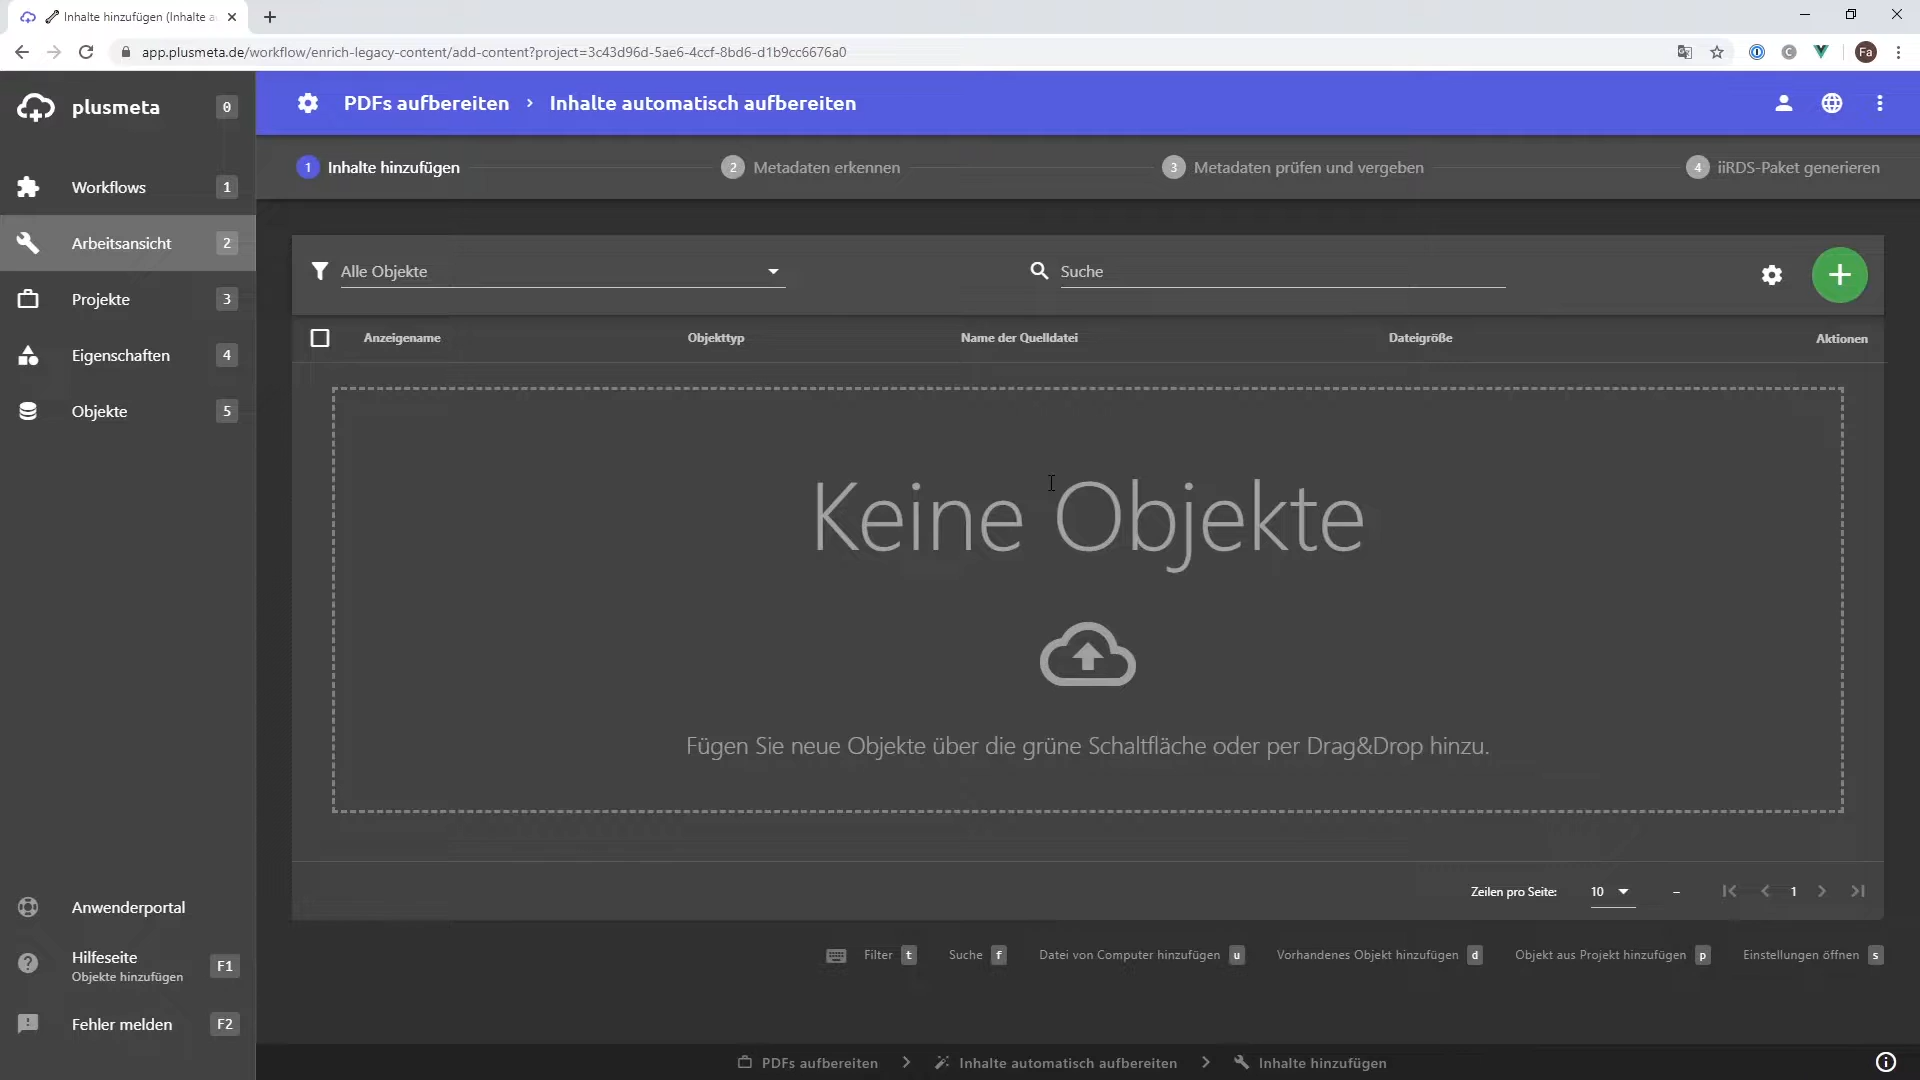 Inhalte hinzufügen (Inhalte a
app.plusmeta.de/workflow/enrich-legacy-content/add-content?project=3c43d96d-5ae6-4ccf-8bd6-d1b9cc6676a0
Fa
plusmeta 0
PDFs aufbereiten › Inhalte automatisch aufbereiten
1 Inhalte hinzufügen
2 Metadaten erkennen
3 Metadaten prüfen und vergeben
4 iiRDS-Paket generieren
Workflows 1
Arbeitsansicht 2
Projekte 3
Eigenschaften 4
Objekte 5
Alle Objekte
Suche
Anzeigename
Objekttyp
Name der Quelldatei
Dateigröße
Aktionen
Keine Objekte
Fügen Sie neue Objekte über die grüne Schaltfläche oder per Drag&Drop hinzu.
Zeilen pro Seite: 10 – 1
Filter t
Suche f
Datei von Computer hinzufügen u
Vorhandenes Objekt hinzufügen d
Objekt aus Projekt hinzufügen p
Einstellungen öffnen s
Anwenderportal
Hilfeseite F1
Objekte hinzufügen
Fehler melden F2
PDFs aufbereiten
Inhalte automatisch aufbereiten
Inhalte hinzufügen